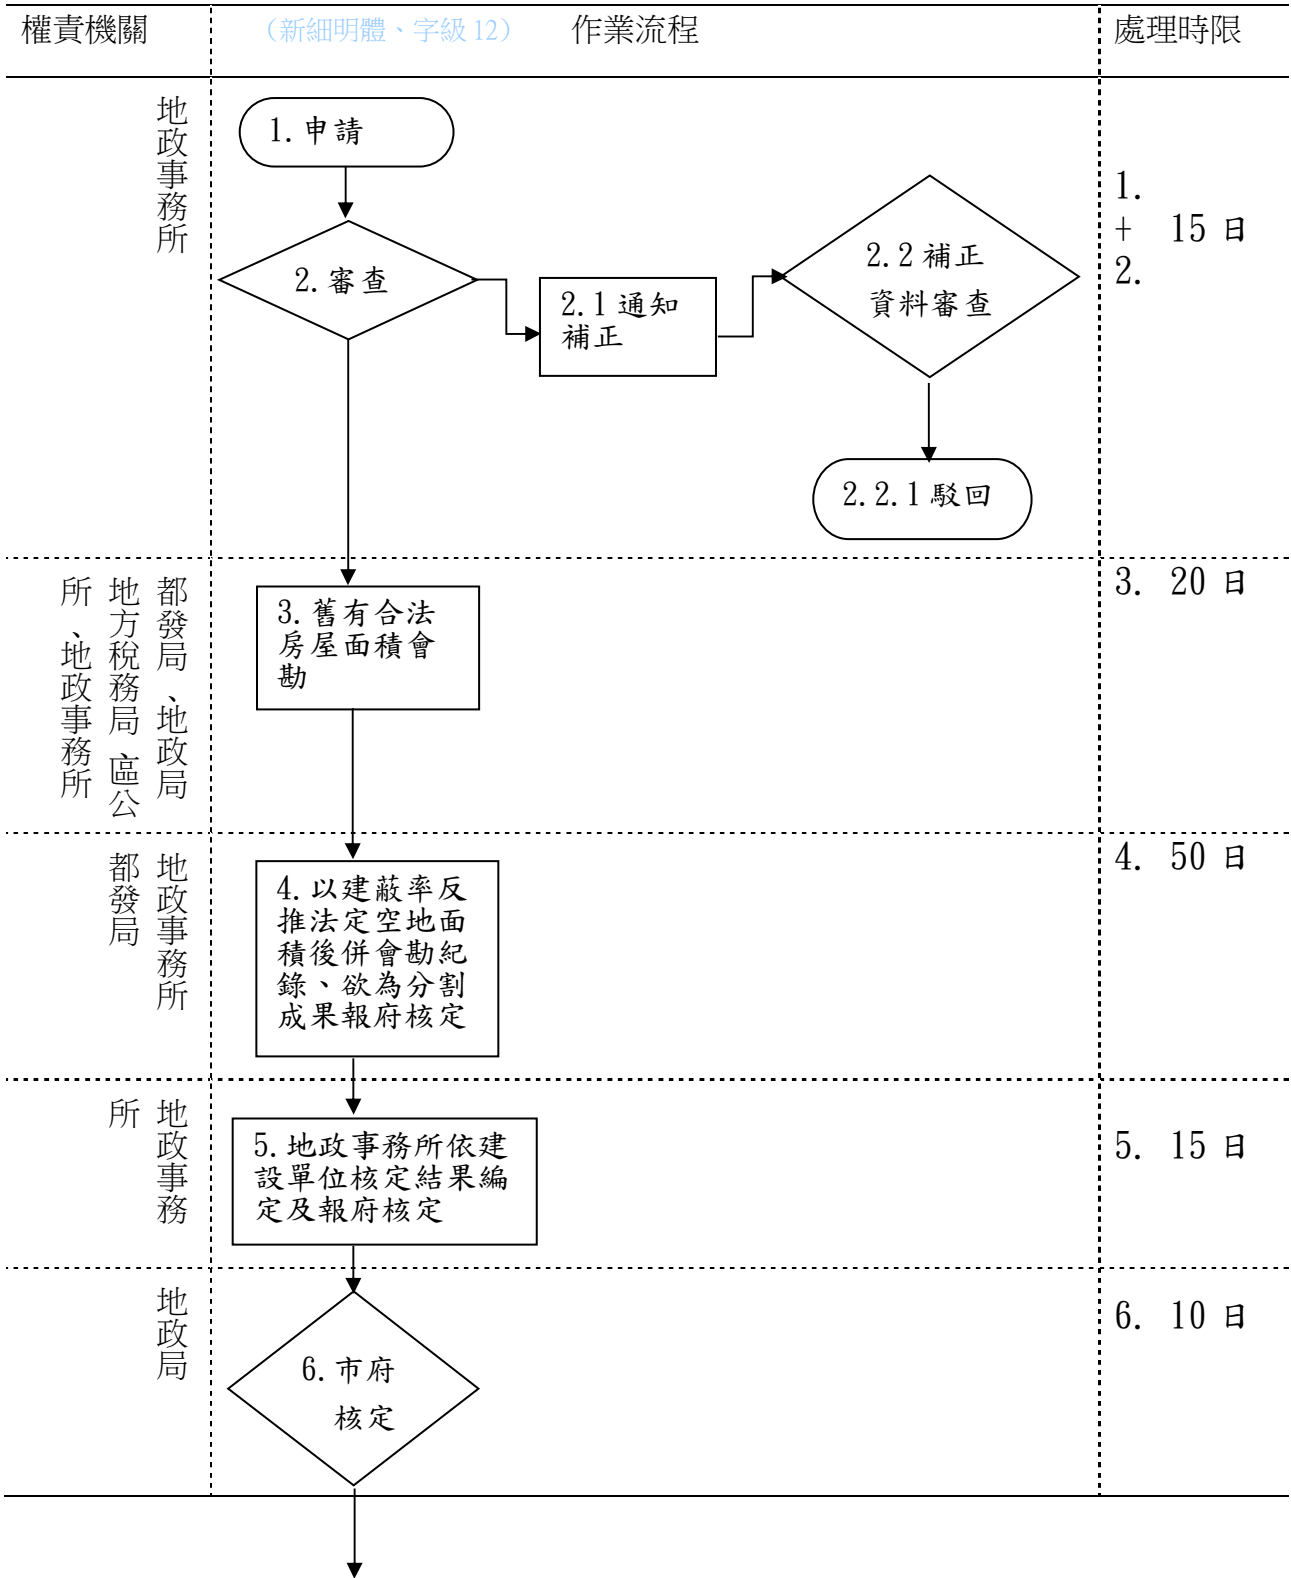 權責機關
（新細明體、字級 12）
作業流程
處理時限
地政事務所
1.申請
2.審查
2.1通知
補正
2.2補正
資料審查
2.2.1駁回
1.
+ 15 日
2.
都發局、地政局
地方稅務局、區公
所、地政事務所
3.舊有合法
房屋面積會
勘
3. 20 日
地政事務所
都發局
4.以建蔽率反
推法定空地面
積後併會勘紀
錄、欲為分割
成果報府核定
4. 50 日
地政事務
所
5.地政事務所依建
設單位核定結果編
定及報府核定
5. 15 日
地政局
6.市府
核定
6. 10 日